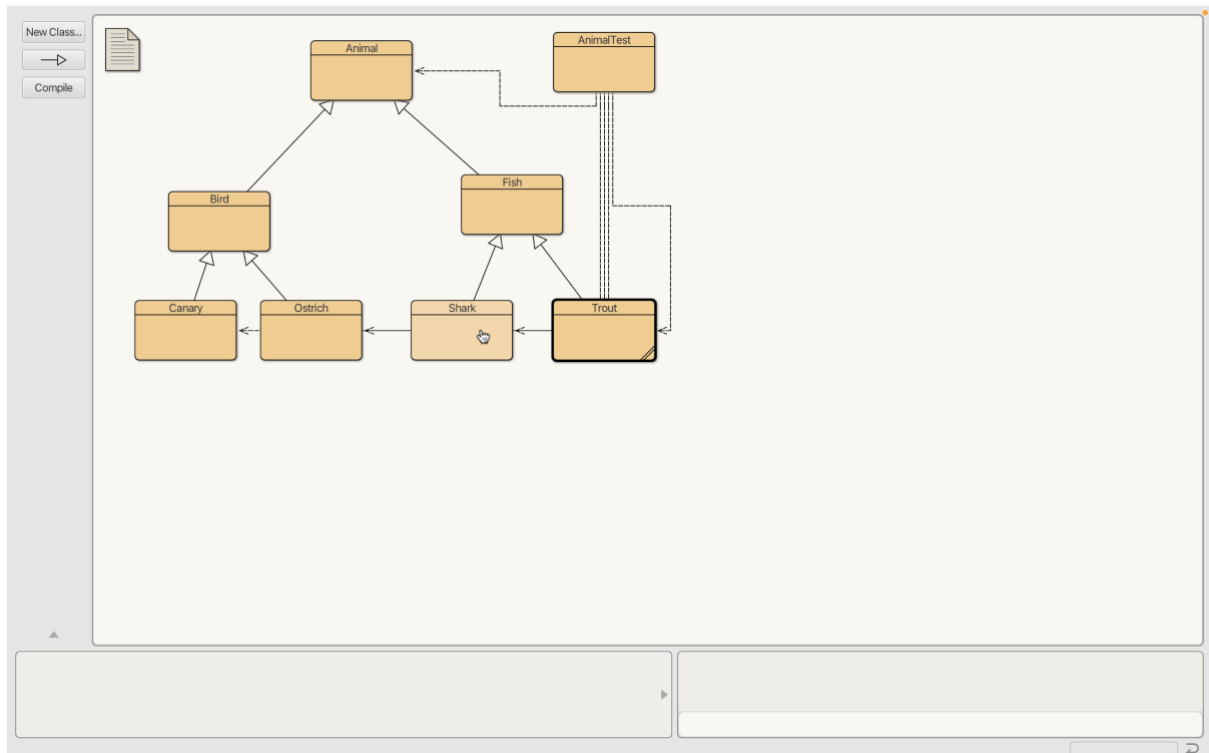 New Class...
Compile
Animal
AnimalTest
Bird
Fish
Canary
Ostrich
Shark
Trout